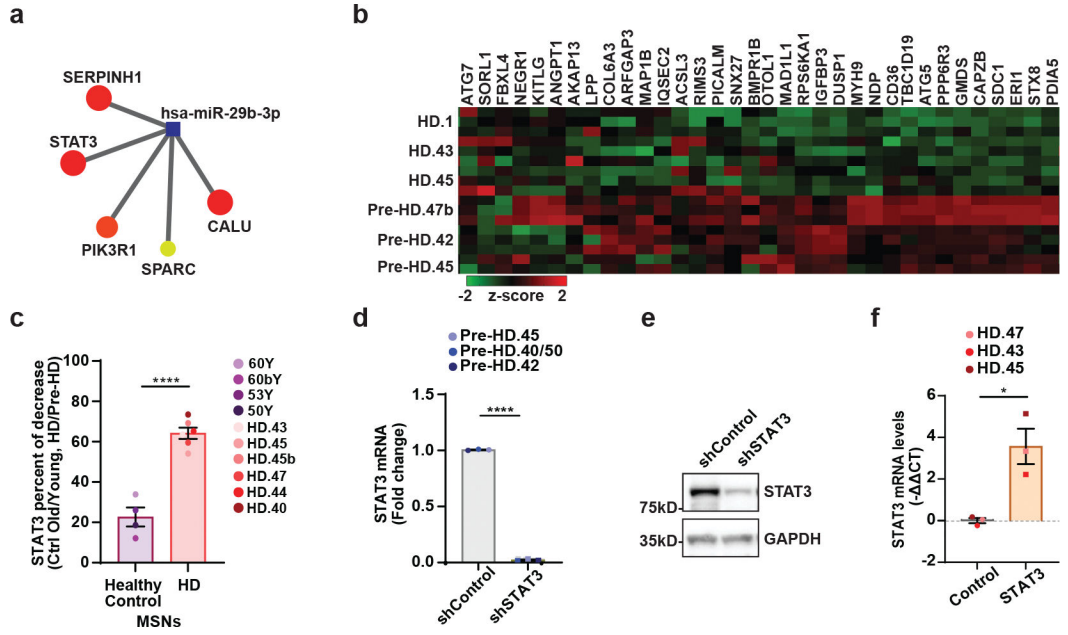 a
SERPINH1
hsa-miR-29b-3p
STAT3
CALU
PIK3R1
SPARC
b
ATG7
SORL1
FBXL4
NEGR1
KITLG
ANGPT1
AKAP13
LPP
COL6A3
ARFGAP3
MAP1B
IQSEC2
ACSL3
RIMS3
PICALM
SNX27
BMPR1B
OTOL1
MAD1L1
RPS6KA1
IGFBP3
DUSP1
MYH9
NDP
CD36
TBC1D19
ATG5
PPP6R3
GMDS
CAPZB
SDC1
ERI1
STX8
PDIA5
HD.1
HD.43
HD.45
Pre-HD.47b
Pre-HD.42
Pre-HD.45
-2 z-score 2
c
STAT3 percent of decrease
(Ctrl Old/Young, HD/Pre-HD)
100
80
60
40
20
0
****
Healthy
Control
HD
MSNs
60Y
60bY
53Y
50Y
HD.43
HD.45
HD.45b
HD.47
HD.44
HD.40
d
Pre-HD.45
Pre-HD.40/50
Pre-HD.42
STAT3 mRNA
(Fold change)
1.5
1.0
0.5
0.0
****
shControl
shSTAT3
e
shControl
shSTAT3
STAT3
75kD
35kD
GAPDH
f
HD.47
HD.43
HD.45
STAT3 mRNA levels
(-ΔΔCT)
6
4
2
0
-2
*
Control
STAT3